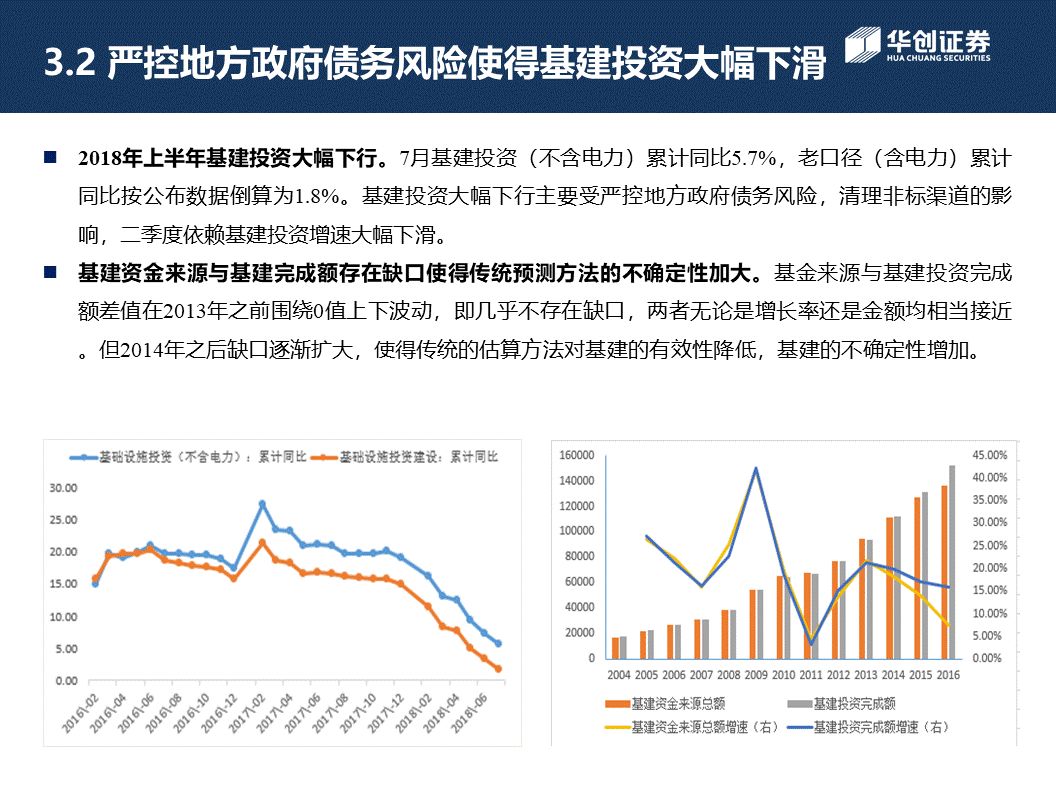 3.2 严控地方政府债务风险使得基建投资大幅下滑
华创证券
HUA CHUANG SECURITIES
2018年上半年基建投资大幅下行。7月基建投资（不含电力）累计同比5.7%，老口径（含电力）累计
同比按公布数据倒算为1.8%。基建投资大幅下行主要受严控地方政府债务风险，清理非标渠道的影
响，二季度依赖基建投资增速大幅下滑。
基建资金来源与基建完成额存在缺口使得传统预测方法的不确定性加大。基金来源与基建投资完成
额差值在2013年之前围绕0值上下波动，即几乎不存在缺口，两者无论是增长率还是金额均相当接近
。但2014年之后缺口逐渐扩大，使得传统的估算方法对基建的有效性降低，基建的不确定性增加。
基础设施投资（不含电力）：累计同比 基础设施投资建设：累计同比
30.00
25.00
20.00
15.00
10.00
5.00
0.00
2016\-02 2016\-04 2016\-06 2016\-08 2016\-10 2016\-12 2017\-02 2017\-04 2017\-06 2017\-08 2017\-10 2017\-12 2018\-02 2018\-04 2018\-06
160000 45.00%
140000 40.00%
120000 35.00%
100000 30.00%
80000 25.00%
60000 20.00%
40000 15.00%
20000 10.00%
0 5.00%
0.00%
2004 2005 2006 2007 2008 2009 2010 2011 2012 2013 2014 2015 2016
基建资金来源总额 基建投资完成额
基建资金来源总额增速（右） 基建投资完成额增速（右）